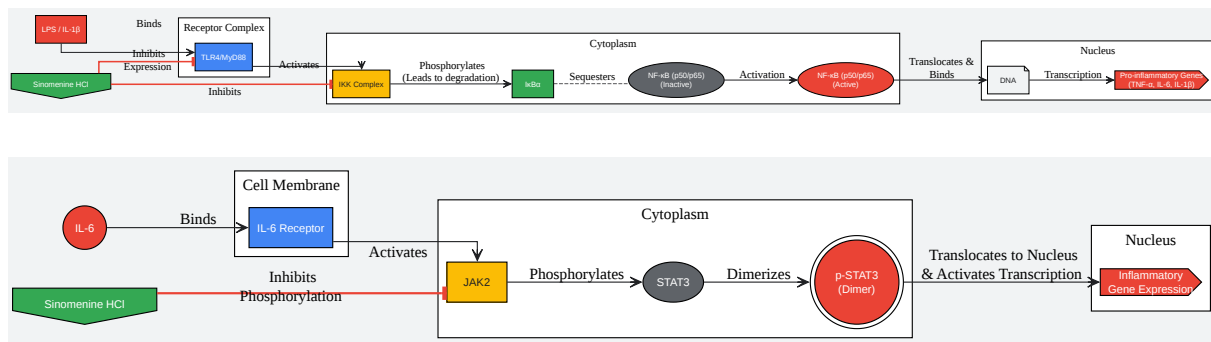 LPS / IL-1β
Binds
Receptor Complex
TLR4/MyD88
Inhibits
Expression
Sinomenine HCl
Inhibits
Activates
Cytoplasm
IKK Complex
Phosphorylates
(Leads to degradation)
IκBα
Sequesters
NF-κB (p50/p65)
(Inactive)
Activation
NF-κB (p50/p65)
(Active)
Translocates &
Binds
Nucleus
DNA
Transcription
Pro-inflammatory Genes
(TNF-α, IL-6, IL-1β)
IL-6
Binds
Cell Membrane
IL-6 Receptor
Activates
Inhibits
Phosphorylation
Sinomenine HCl
Cytoplasm
JAK2
Phosphorylates
STAT3
Dimerizes
p-STAT3
(Dimer)
Translocates to Nucleus
& Activates Transcription
Nucleus
Inflammatory
Gene Expression